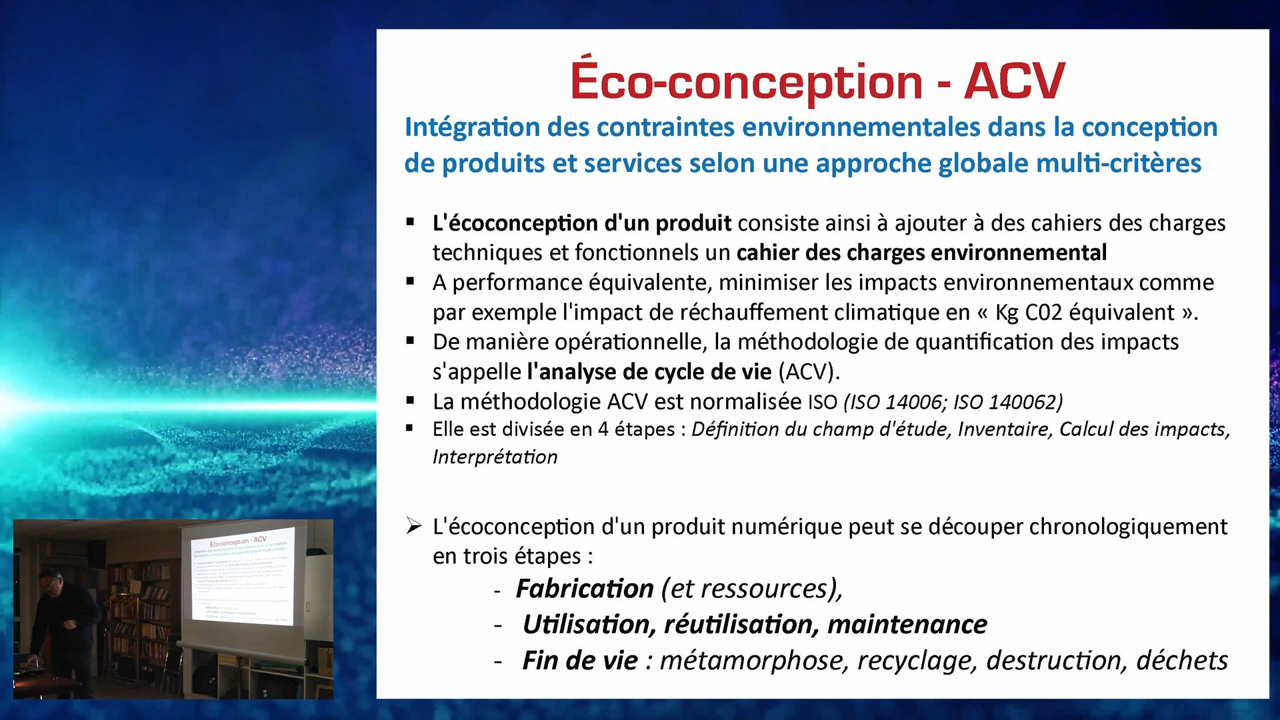 Éco-conception - ACV
Intégration des contraintes environnementales dans la conception
de produits et services selon une approche globale multi-critères
▪ L'écoconception d'un produit consiste ainsi à ajouter à des cahiers des charges
techniques et fonctionnels un cahier des charges environnemental
▪ A performance équivalente, minimiser les impacts environnementaux comme
par exemple l'impact de réchauffement climatique en « Kg C02 équivalent ».
▪ De manière opérationnelle, la méthodologie de quantification des impacts
s'appelle l'analyse de cycle de vie (ACV).
▪ La méthodologie ACV est normalisée ISO (ISO 14006; ISO 140062)
▪ Elle est divisée en 4 étapes : Définition du champ d'étude, Inventaire, Calcul des impacts,
Interprétation
➢ L'écoconception d'un produit numérique peut se découper chronologiquement
en trois étapes :
- Fabrication (et ressources),
- Utilisation, réutilisation, maintenance
- Fin de vie : métamorphose, recyclage, destruction, déchets
Éco-conception - ACV